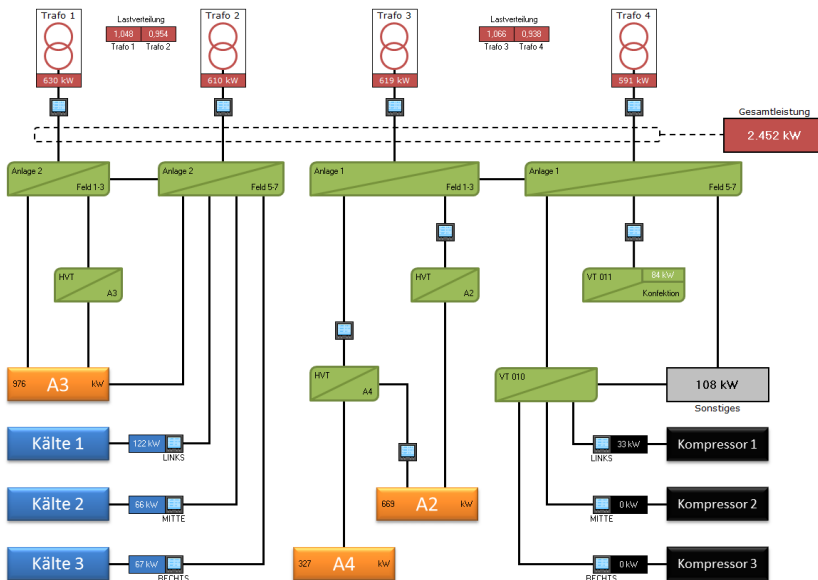 Trafo 1
Lastverteilung
Trafo 2
Trafo 3
Lastverteilung
Trafo 4
1,048 0,954
Trafo 1 Trafo 2
1,066 0,938
Trafo 3 Trafo 4
630 kW
610 kW
619 kW
591 kW
Gesamtleistung
2.452 kW
Anlage 2
Feld 1-3
Anlage 2
Feld 5-7
Anlage 1
Feld 1-3
Anlage 1
Feld 5-7
HVT
A3
HVT
A2
VT 011
84 kW
Konfektion
976 A3 kW
HVT
A4
VT 010
108 kW
Sonstiges
Kälte 1
122 kW
LINKS
33 kW
LINKS
Kompressor 1
Kälte 2
66 kW
MITTE
669 A2 kW
0 kW
MITTE
Kompressor 2
Kälte 3
67 kW
RECHTS
327 A4 kW
0 kW
RECHTS
Kompressor 3